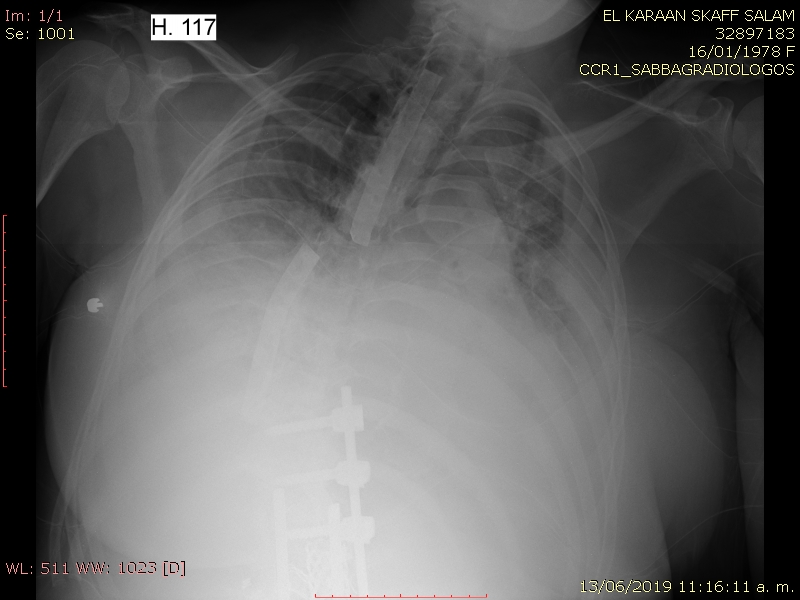 Im: 1/1
Se: 1001
H. 117
EL KARAAN SKAFF SALAM
32897183
16/01/1978 F
CCR1_SABBAGRADIOLOGOS
WL: 511 WW: 1023 [D]
13/06/2019 11:16:11 a. m.